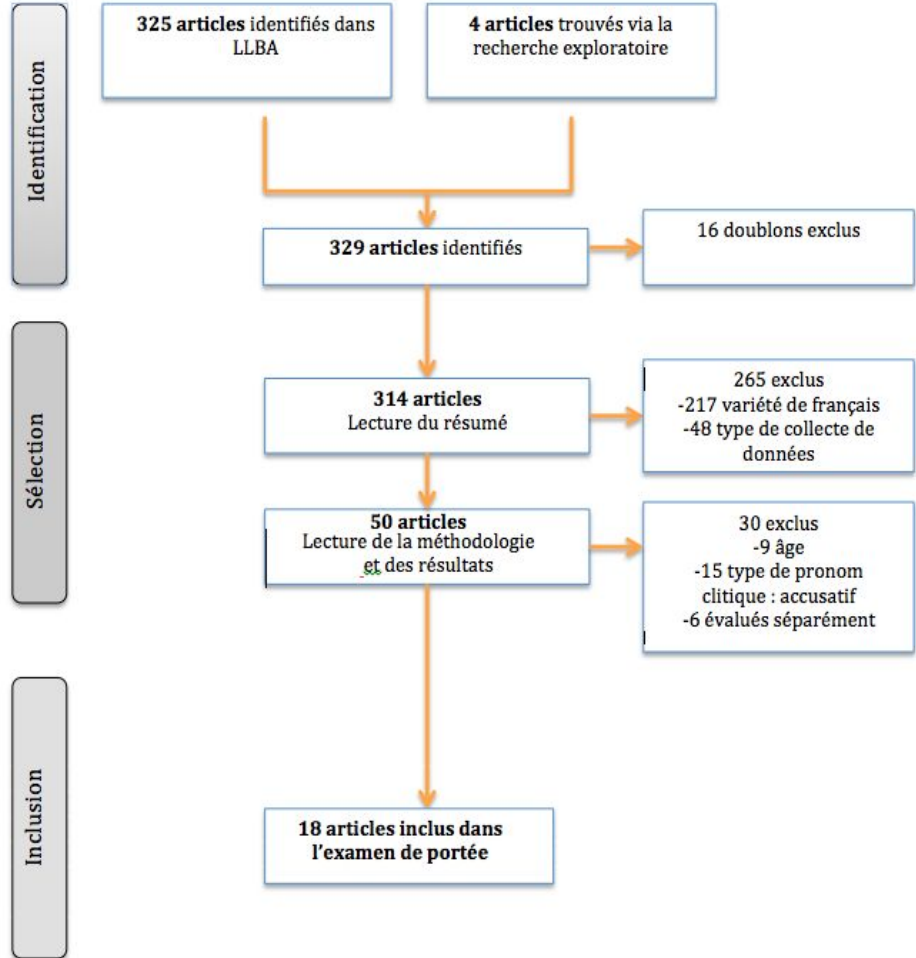 Identification
325 articles identifiés dans
LLBA
4 articles trouvés via la
recherche exploratoire
329 articles identifiés
16 doublons exclus
Sélection
314 articles
Lecture du résumé
265 exclus
-217 variété de français
-48 type de collecte de
données
50 articles
Lecture de la méthodologie
et des résultats
30 exclus
-9 âge
-15 type de pronom
clitique : accusatif
-6 évalués séparément
Inclusion
18 articles inclus dans
l'examen de portée